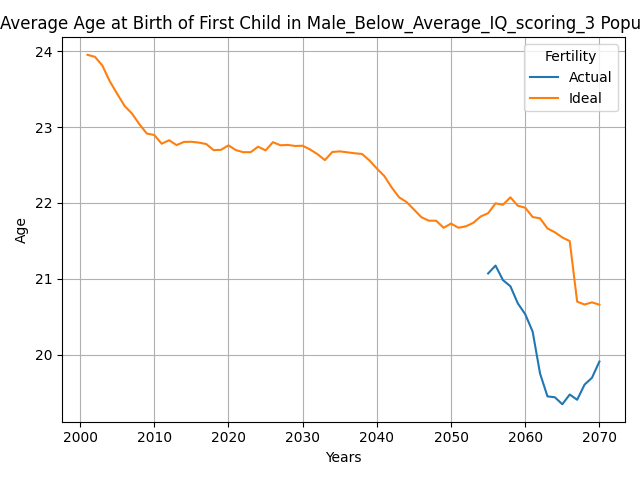 Average Age at Birth of First Child in Male_Below_Average_IQ_scoring_3 Popu
Fertility
Actual
Ideal
24
23
22
21
20
Age
2000 2010 2020 2030 2040 2050 2060 2070
Years